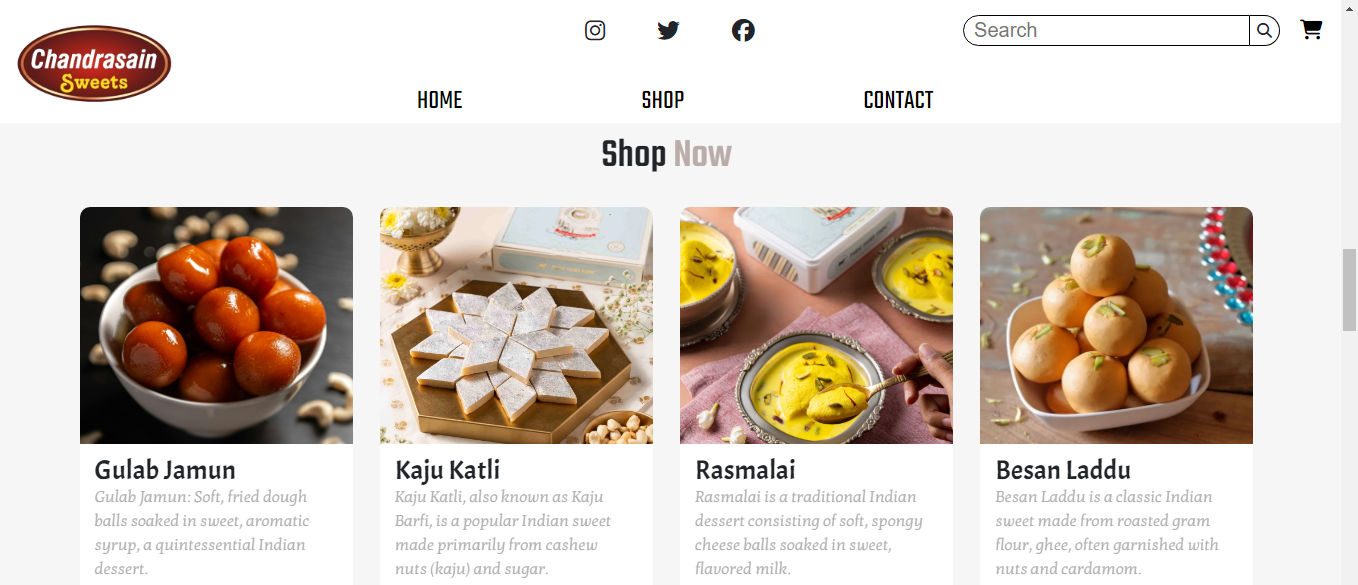 Chandrasain
Sweets
Search
HOME
SHOP
CONTACT
Shop Now
Gulab Jamun
Gulab Jamun: Soft, fried dough
balls soaked in sweet, aromatic
syrup, a quintessential Indian
dessert.
Kaju Katli
Kaju Katli, also known as Kaju
Barfi, is a popular Indian sweet
made primarily from cashew
nuts (kaju) and sugar.
Rasmalai
Rasmalai is a traditional Indian
dessert consisting of soft, spongy
cheese balls soaked in sweet,
flavored milk.
Besan Laddu
Besan Laddu is a classic Indian
sweet made from roasted gram
flour, ghee, often garnished with
nuts and cardamom.